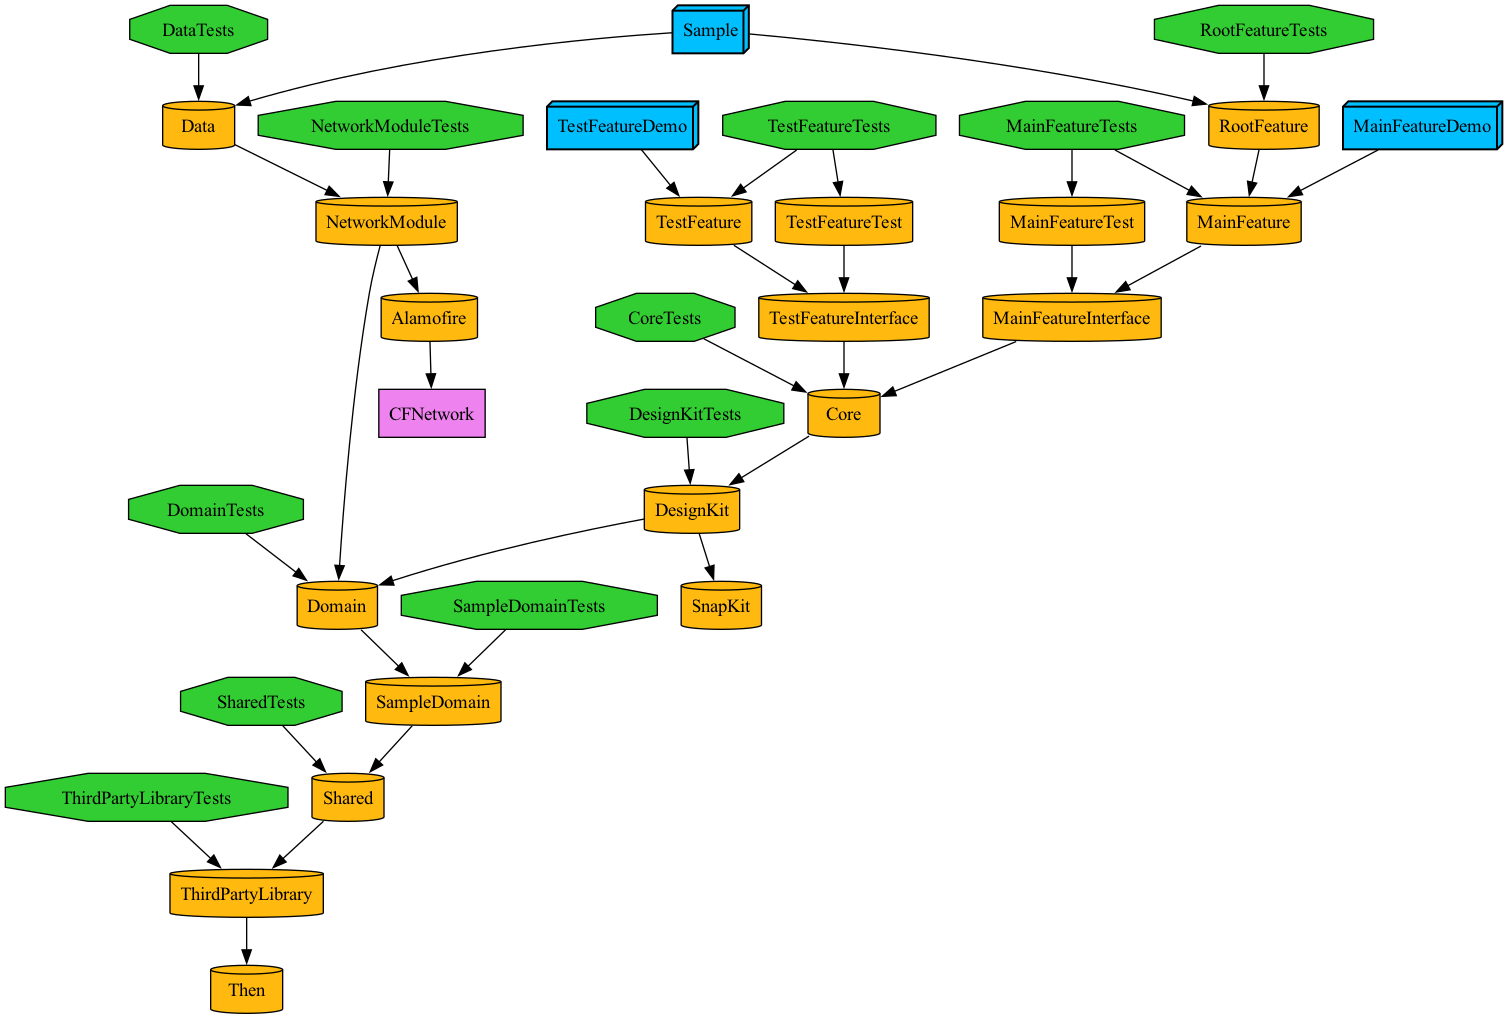 DataTests
Sample
RootFeatureTests
Data
NetworkModuleTests
TestFeatureDemo
TestFeatureTests
MainFeatureTests
RootFeature
MainFeatureDemo
NetworkModule
TestFeature
TestFeatureTest
MainFeatureTest
MainFeature
Alamofire
CoreTests
TestFeatureInterface
MainFeatureInterface
CFNetwork
DesignKitTests
Core
DomainTests
DesignKit
Domain
SampleDomainTests
SnapKit
SharedTests
SampleDomain
ThirdPartyLibraryTests
Shared
ThirdPartyLibrary
Then